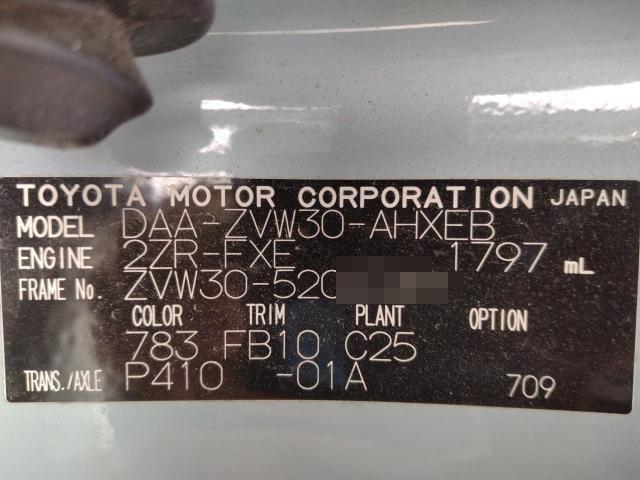 TOYOTA MOTOR CORPORATION JAPAN
MODEL DAA-ZVW30-AHXEB
ENGINE 2ZR-FXE 1797 mL
FRAME No. ZVW30-520
COLOR TRIM PLANT OPTION
783 FB10 C25
TRANS./AXLE P410 -01A 709